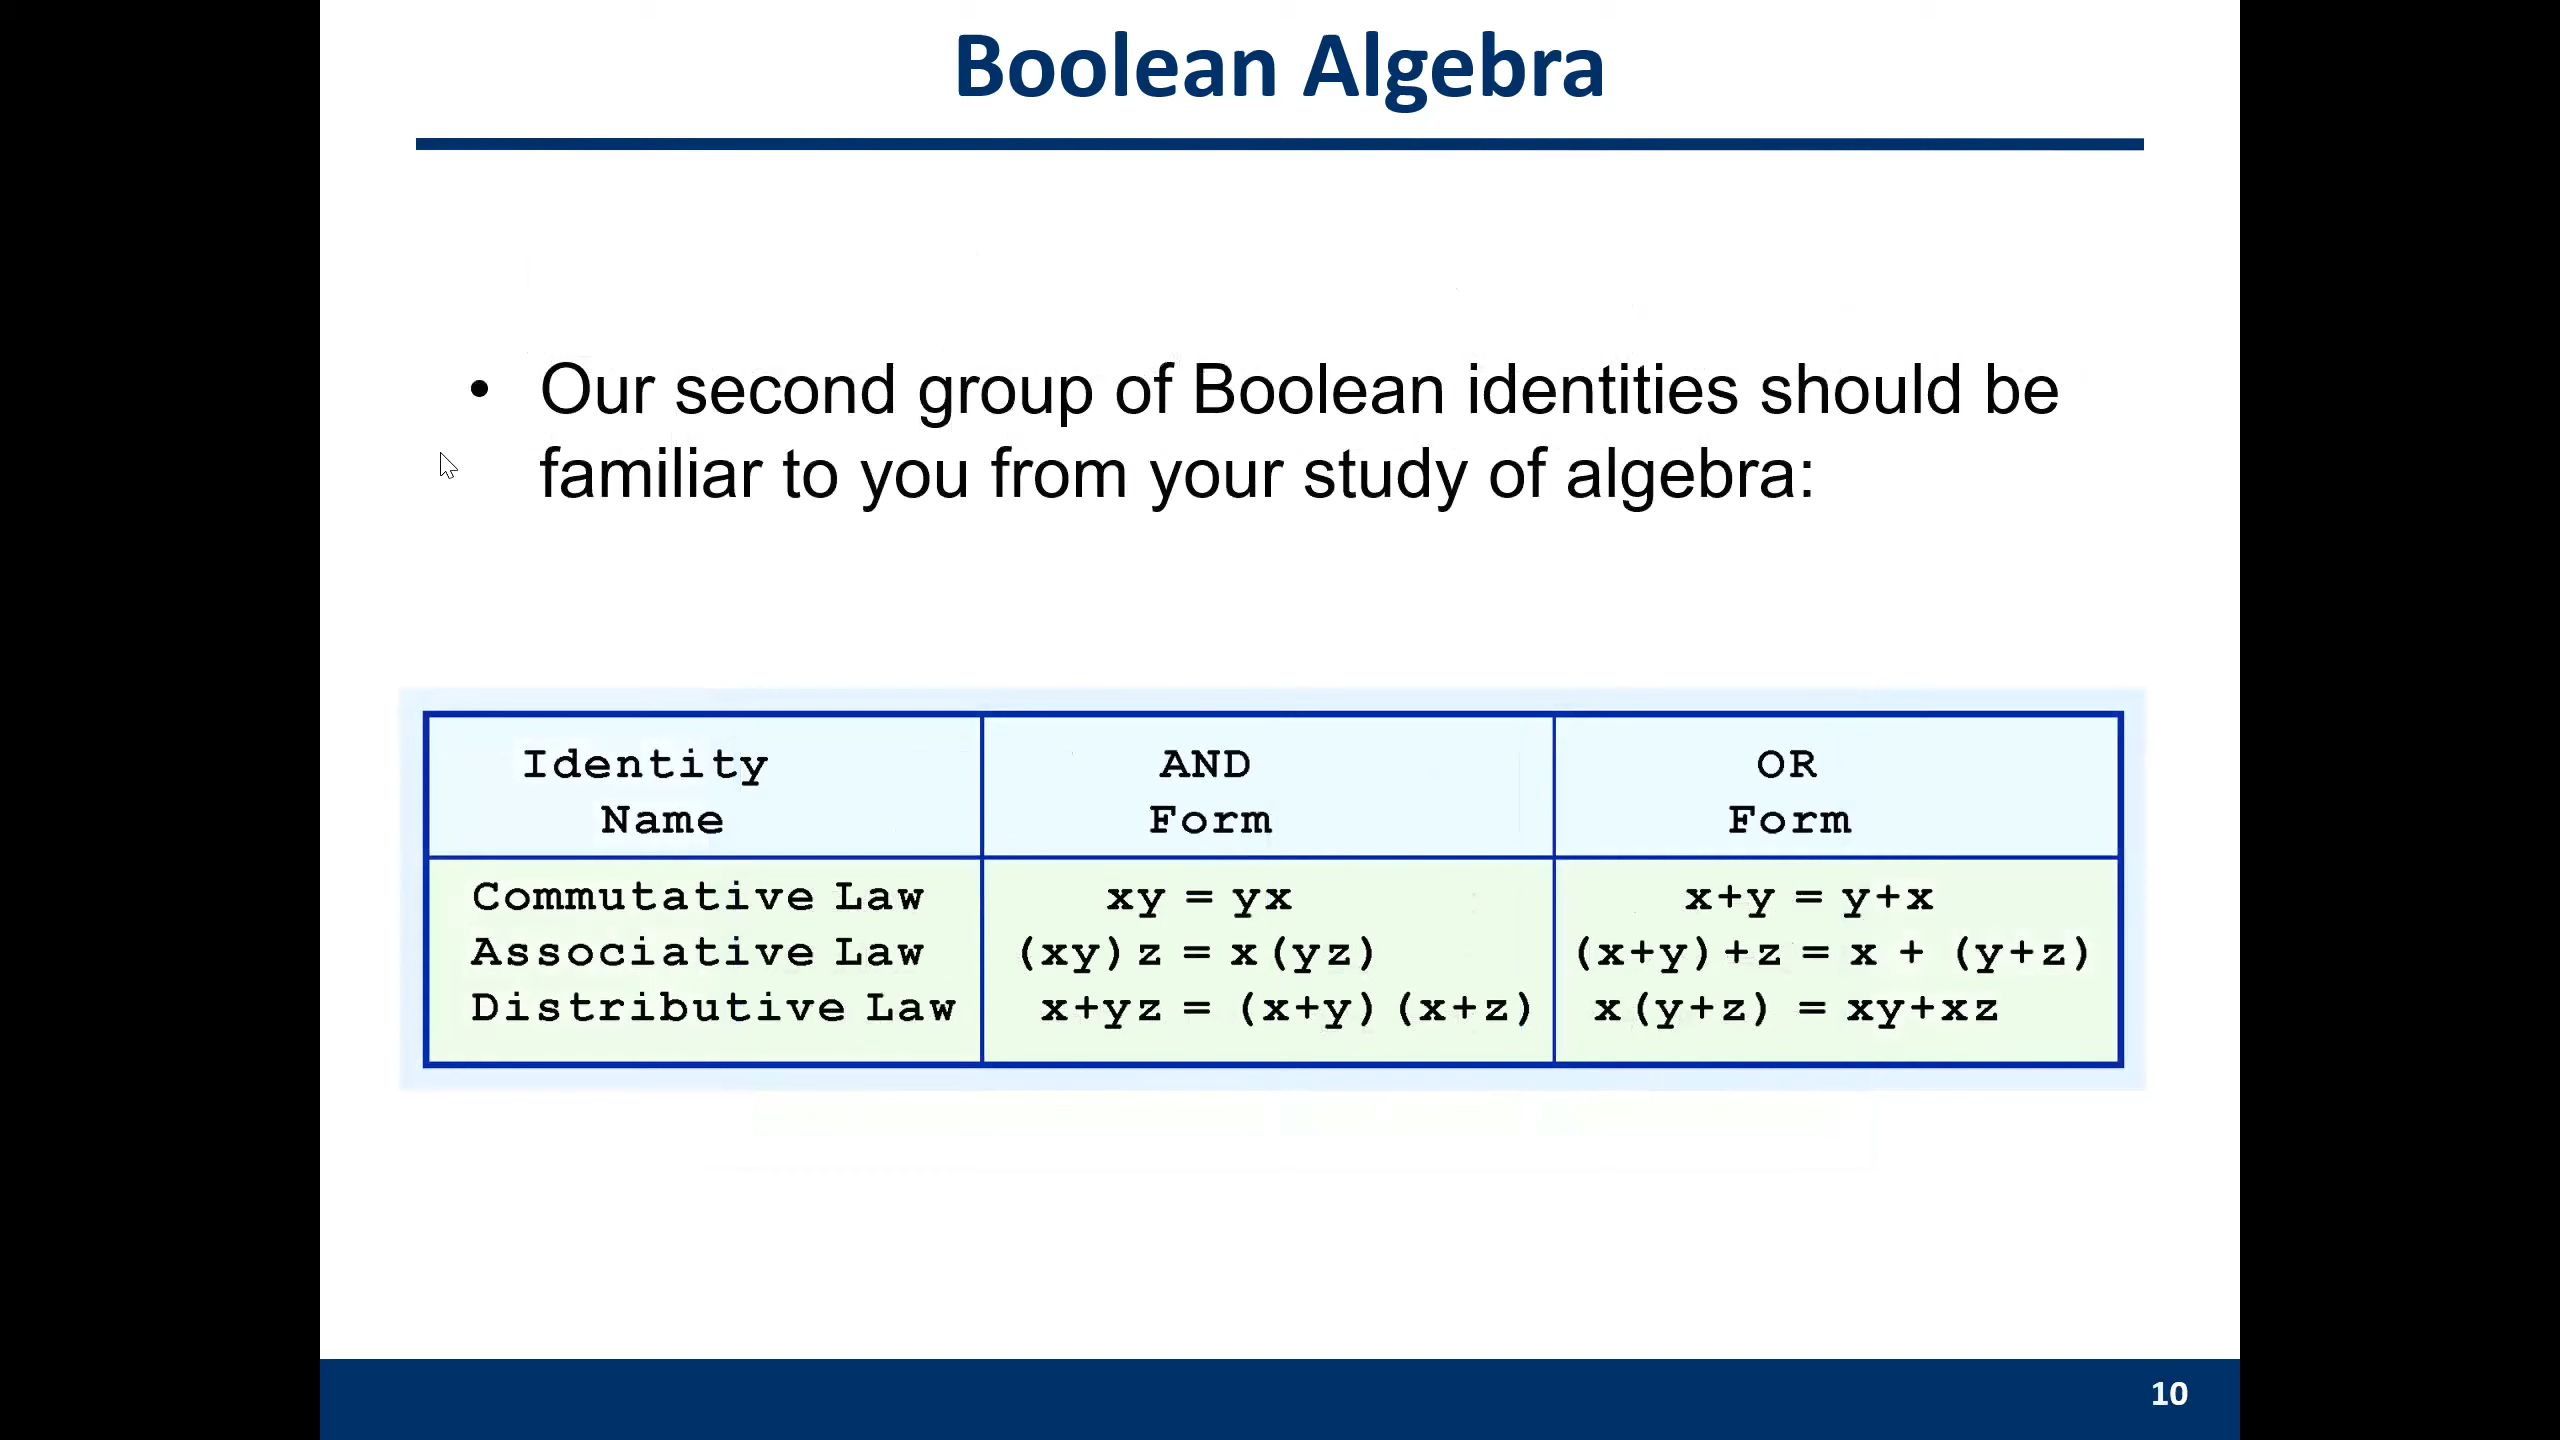 Boolean Algebra
• Our second group of Boolean identities should be
familiar to you from your study of algebra:
Identity Name AND Form OR Form
Commutative Law xy = yx x+y = y+x
Associative Law (xy)z = x(yz) (x+y)+z = x + (y+z)
Distributive Law x+yz = (x+y)(x+z) x(y+z) = xy+xz
10